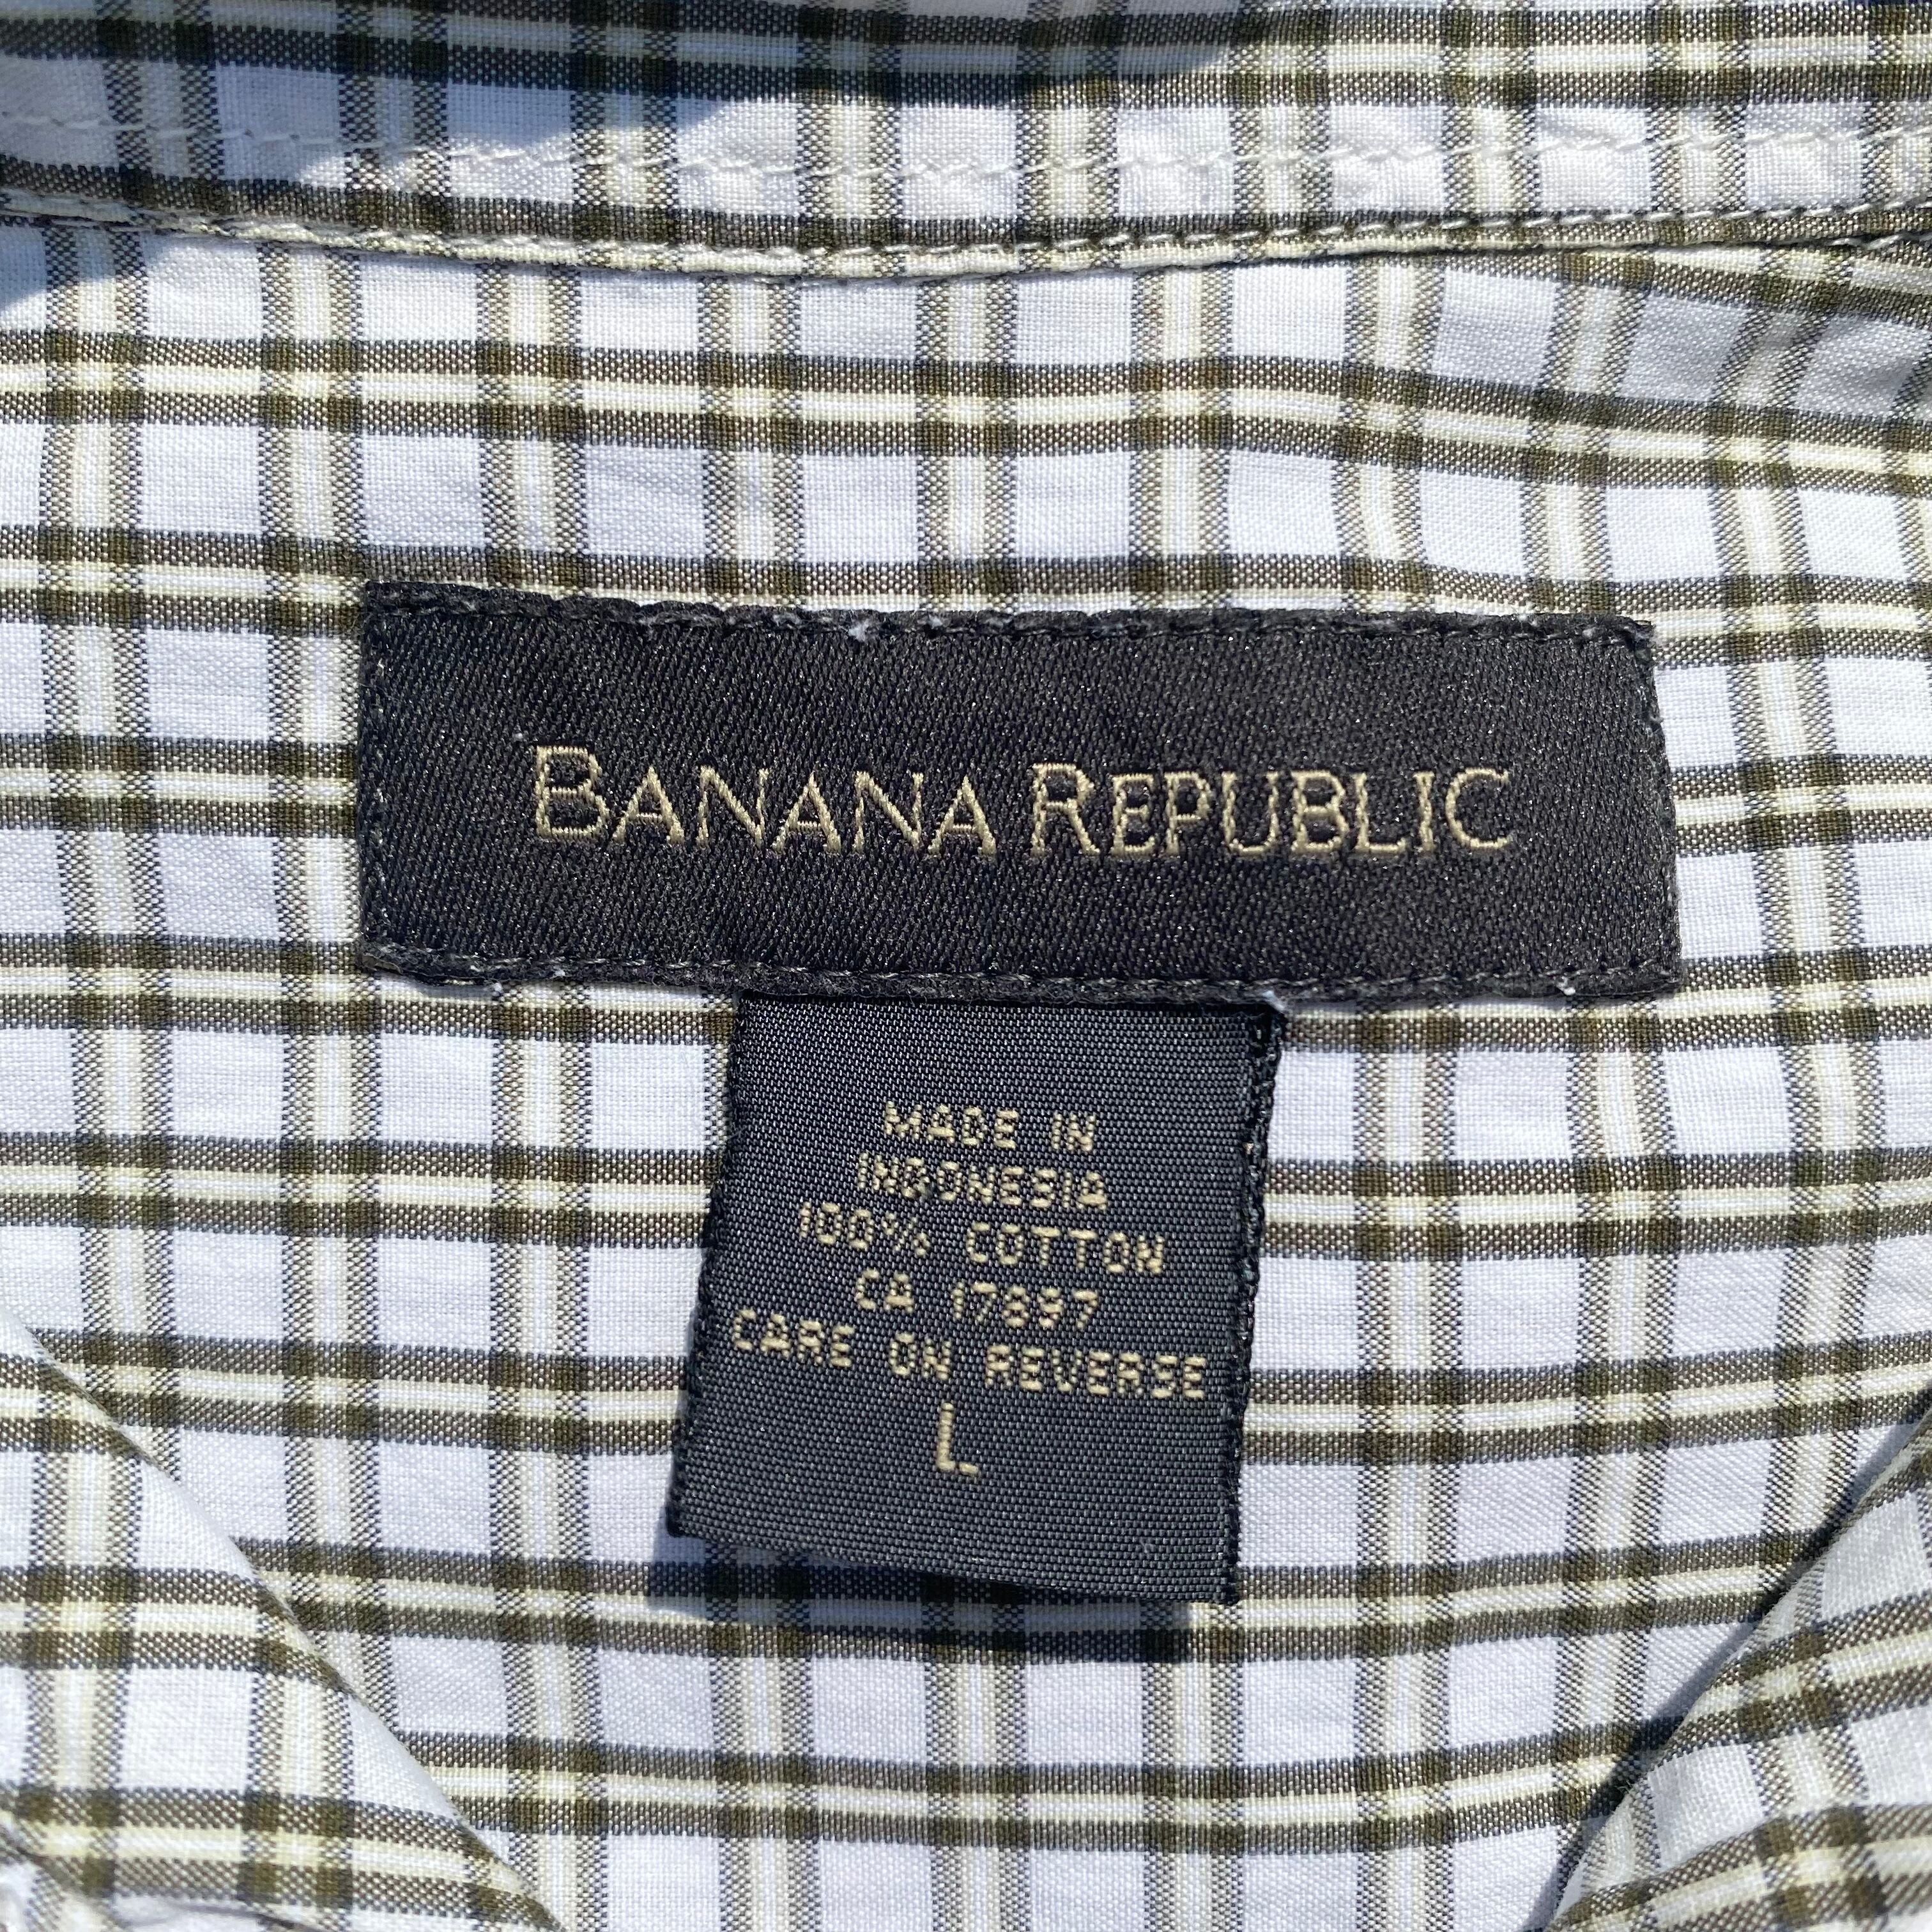 BANANA REPUBLIC
MADE IN
INDONESIA
100% COTTON
CA 17897
CARE ON REVERSE
L